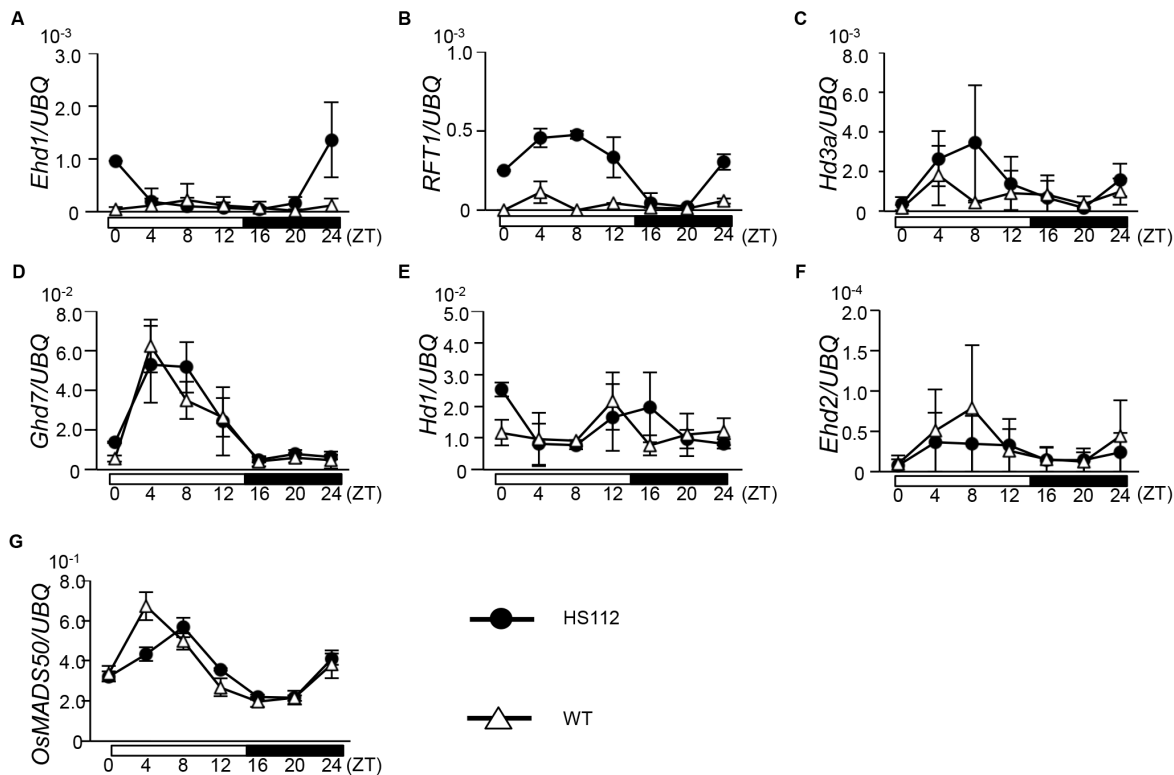 A
10-3
Ehd1/UBQ
3.0
2.0
1.0
0
0 4 8 12 16 20 24 (ZT)
B
10-3
RFT1/UBQ
1.0
0.5
0
0 4 8 12 16 20 24 (ZT)
C
10-3
Hd3a/UBQ
8.0
6.0
4.0
2.0
0
0 4 8 12 16 20 24 (ZT)
D
10-2
Ghd7/UBQ
8.0
6.0
4.0
2.0
0
0 4 8 12 16 20 24 (ZT)
E
10-2
Hd1/UBQ
5.0
3.0
2.0
1.0
0
0 4 8 12 16 20 24 (ZT)
F
10-4
Ehd2/UBQ
2.0
1.5
1.0
0.5
0
0 4 8 12 16 20 24 (ZT)
G
10-1
OsMADS50/UBQ
8.0
6.0
4.0
2.0
0
0 4 8 12 16 20 24 (ZT)
HS112
WT